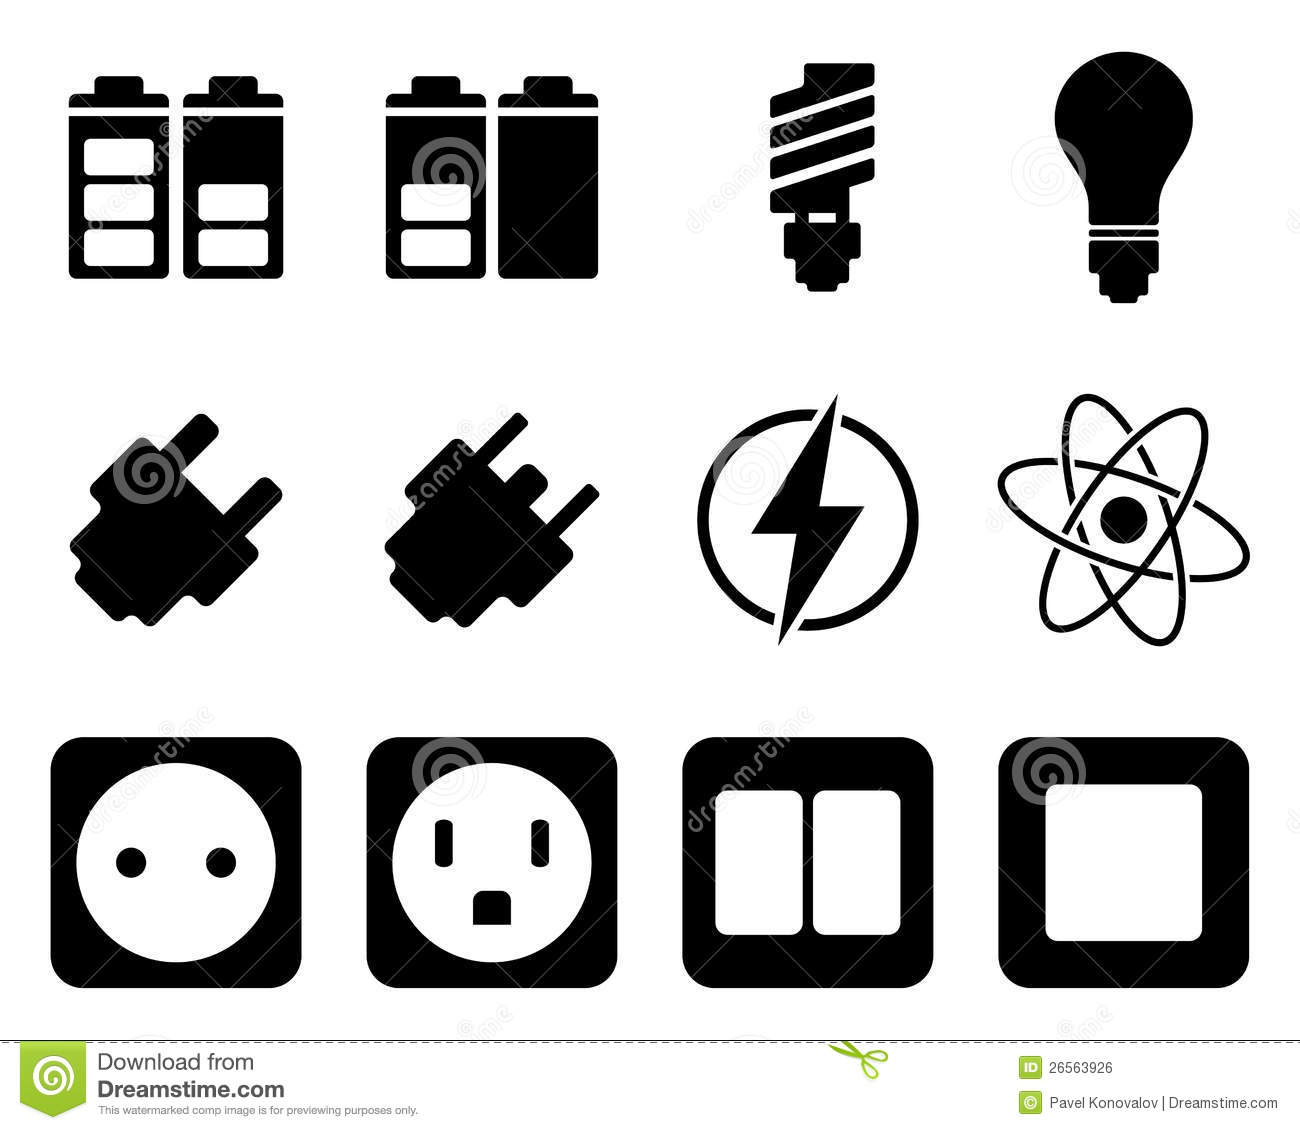 Download from
Dreamstime.com
This watermarked comp image is for previewing purposes only.
ID 26563926
© Pavel Konovalov | Dreamstime.com